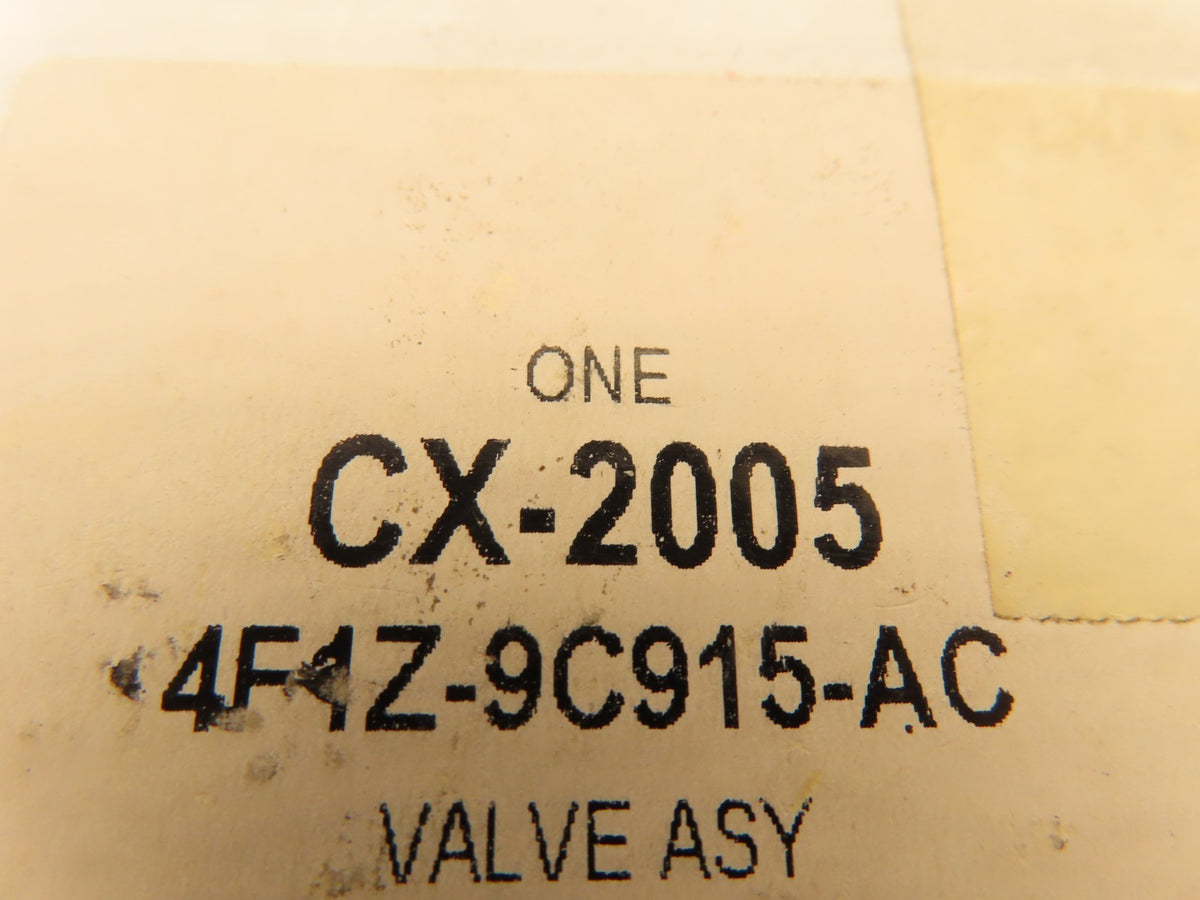 ONE
CX-2005
4F1Z-9C915-AC
VALVE ASY